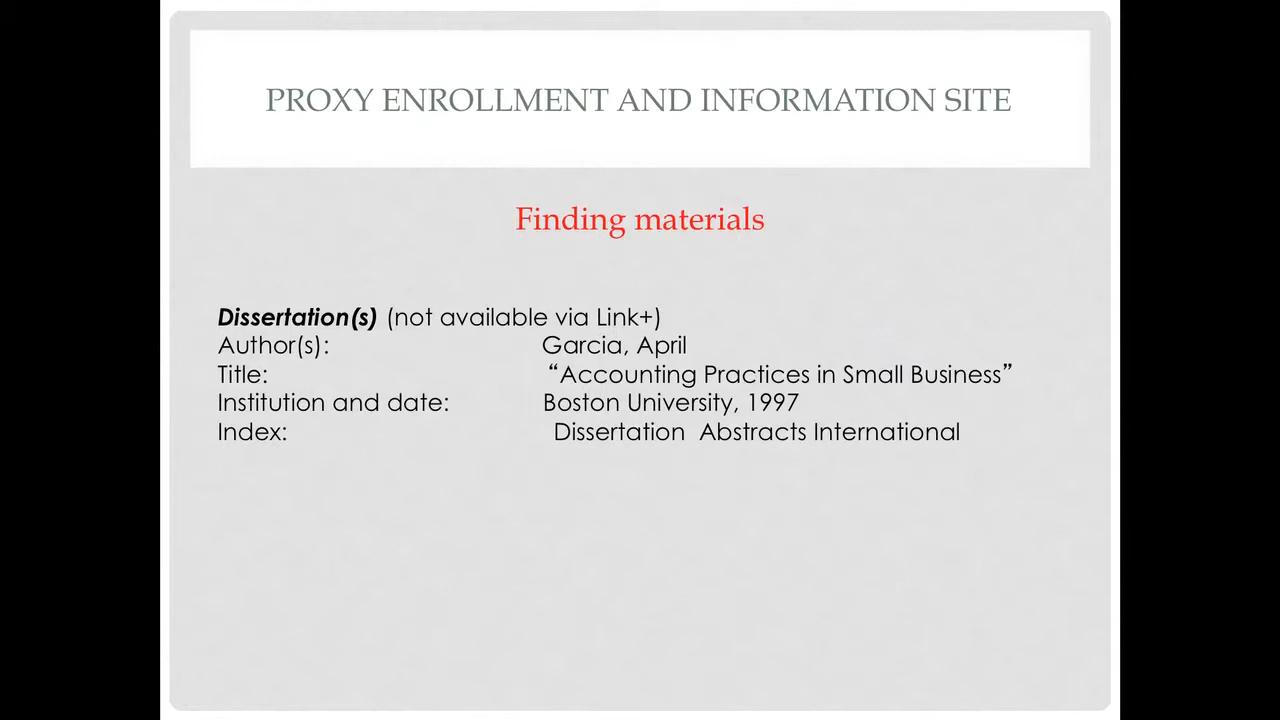 PROXY ENROLLMENT AND INFORMATION SITE
Finding materials
Dissertation(s) (not available via Link+)
Author(s): Garcia, April
Title: “Accounting Practices in Small Business”
Institution and date: Boston University, 1997
Index: Dissertation Abstracts International